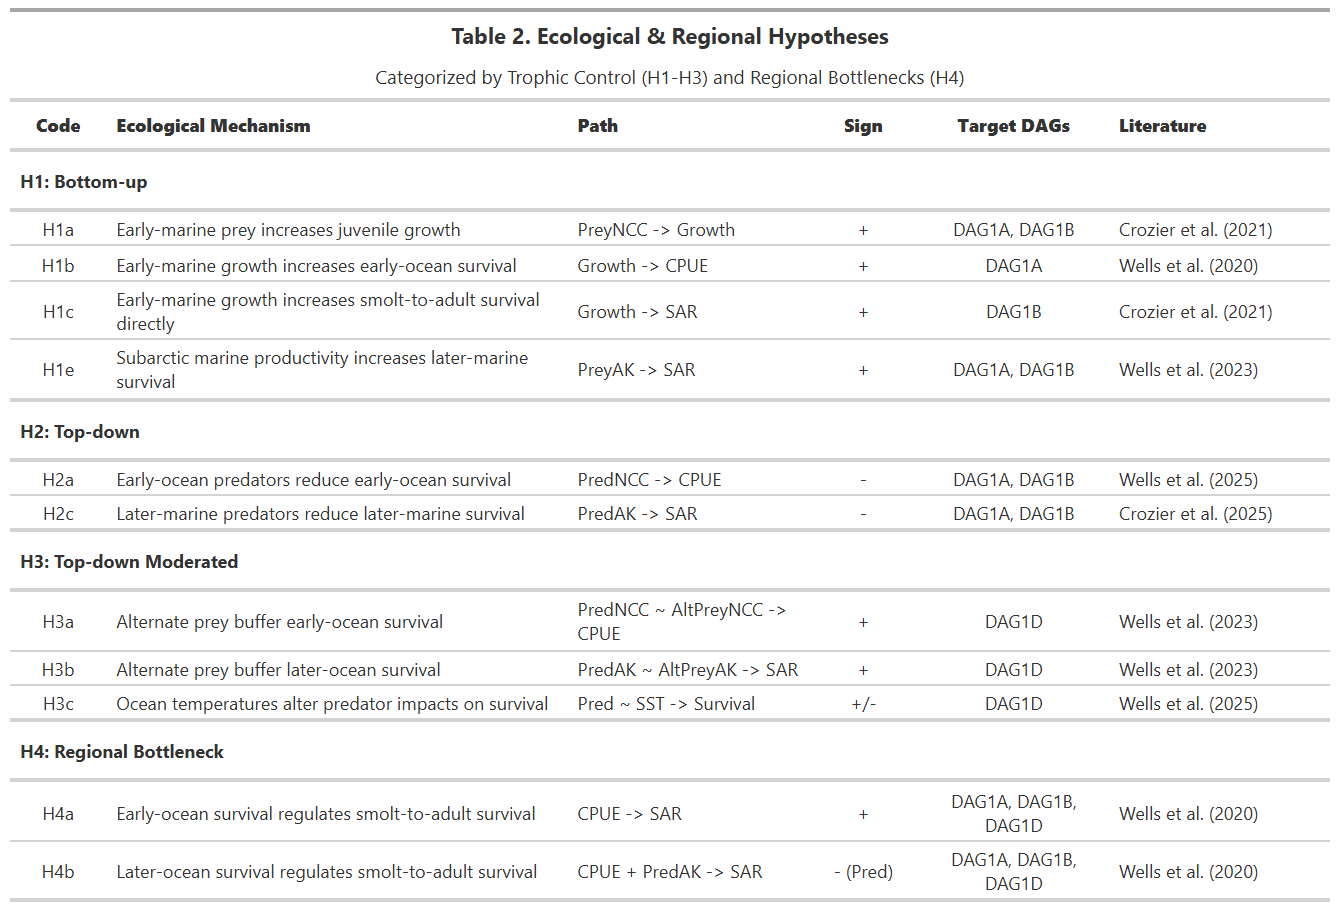 Table 2. Ecological & Regional Hypotheses
Categorized by Trophic Control (H1-H3) and Regional Bottlenecks (H4)
Code Ecological Mechanism Path Sign Target DAGs Literature
H1: Bottom-up
H1a Early-marine prey increases juvenile growth PreyNCC -> Growth + DAG1A, DAG1B Crozier et al. (2021)
H1b Early-marine growth increases early-ocean survival Growth -> CPUE + DAG1A Wells et al. (2020)
H1c Early-marine growth increases smolt-to-adult survival
directly Growth -> SAR + DAG1B Crozier et al. (2021)
H1e Subarctic marine productivity increases later-marine
survival PreyAK -> SAR + DAG1A, DAG1B Wells et al. (2023)
H2: Top-down
H2a Early-ocean predators reduce early-ocean survival PredNCC -> CPUE - DAG1A, DAG1B Wells et al. (2025)
H2c Later-marine predators reduce later-marine survival PredAK -> SAR - DAG1A, DAG1B Crozier et al. (2025)
H3: Top-down Moderated
H3a Alternate prey buffer early-ocean survival PredNCC ~ AltPreyNCC ->
CPUE + DAG1D Wells et al. (2023)
H3b Alternate prey buffer later-ocean survival PredAK ~ AltPreyAK -> SAR + DAG1D Wells et al. (2023)
H3c Ocean temperatures alter predator impacts on survival Pred ~ SST -> Survival +/- DAG1D Wells et al. (2025)
H4: Regional Bottleneck
H4a Early-ocean survival regulates smolt-to-adult survival CPUE -> SAR + DAG1A, DAG1B,
DAG1D Wells et al. (2020)
H4b Later-ocean survival regulates smolt-to-adult survival CPUE + PredAK -> SAR - (Pred) DAG1A, DAG1B,
DAG1D Wells et al. (2020)